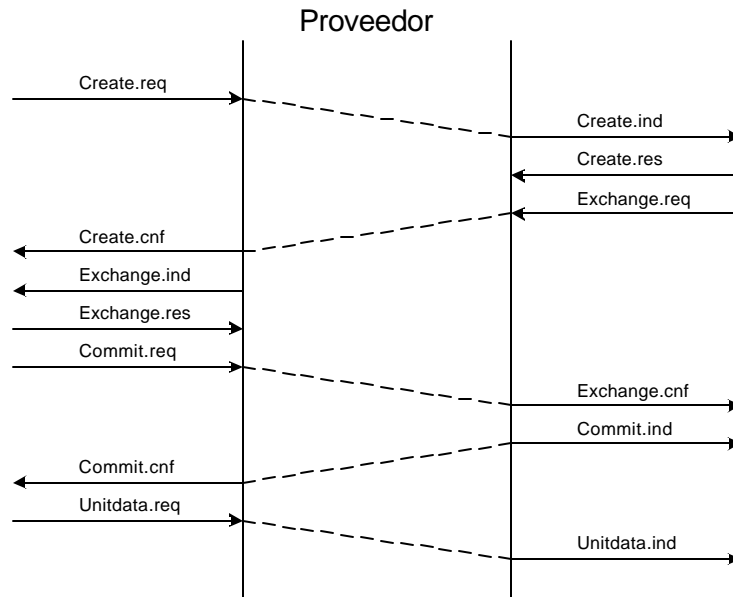 Proveedor
Create.req
Create.ind
Create.res
Exchange.req
Create.cnf
Exchange.ind
Exchange.res
Commit.req
Exchange.cnf
Commit.ind
Commit.cnf
Unitdata.req
Unitdata.ind